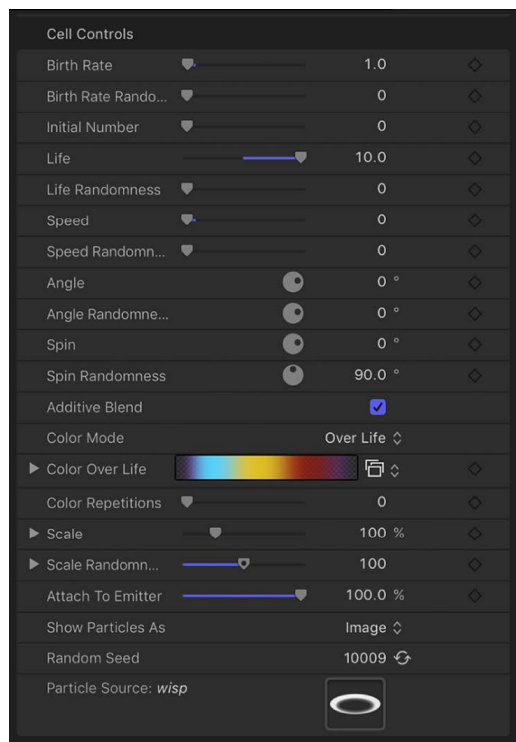 Cell Controls
Birth Rate 1.0
Birth Rate Rando... 0
Initial Number 0
Life 10.0
Life Randomness 0
Speed 0
Speed Randomn... 0
Angle 0 °
Angle Randomne... 0 °
Spin 0 °
Spin Randomness 90.0 °
Additive Blend
Color Mode Over Life
Color Over Life
Color Repetitions 0
Scale 100 %
Scale Randomn... 100
Attach To Emitter 100.0 %
Show Particles As Image
Random Seed 10009
Particle Source: wisp